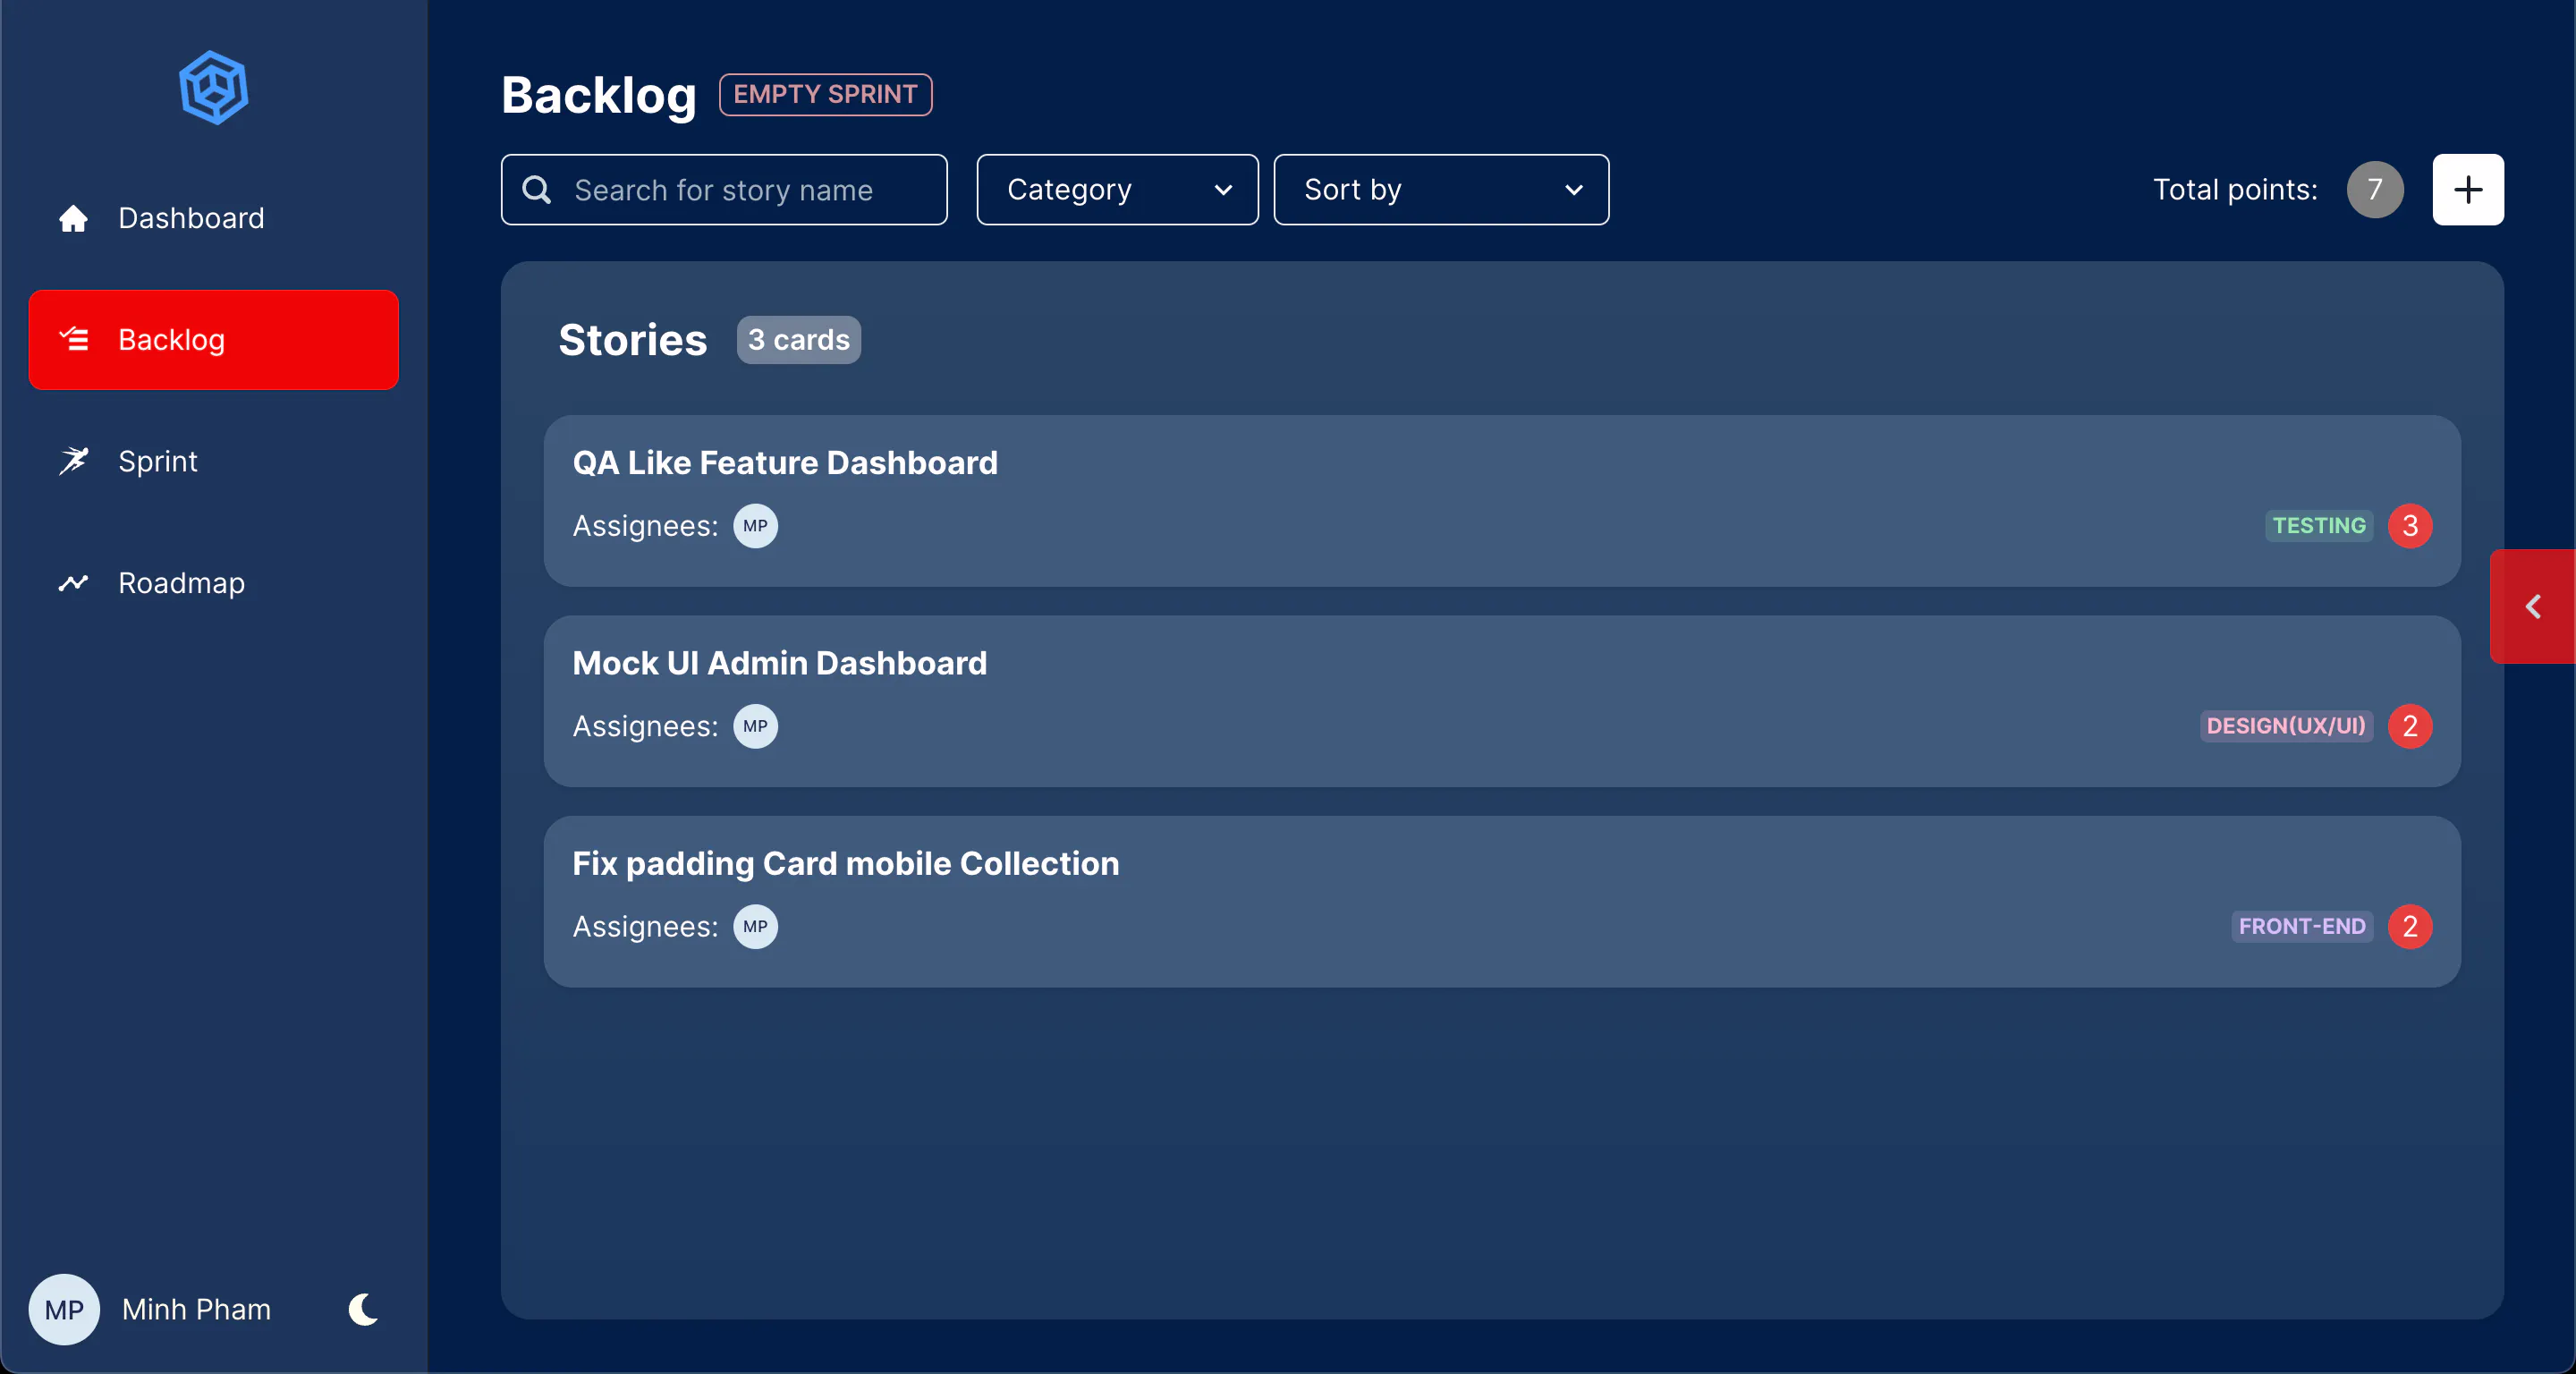 Dashboard
Backlog
Sprint
Roadmap
MP Minh Pham
Backlog EMPTY SPRINT
Search for story name Category Sort by Total points: 7 +
Stories 3 cards
QA Like Feature Dashboard
Assignees: MP TESTING 3
Mock UI Admin Dashboard
Assignees: MP DESIGN(UX/UI) 2
Fix padding Card mobile Collection
Assignees: MP FRONT-END 2